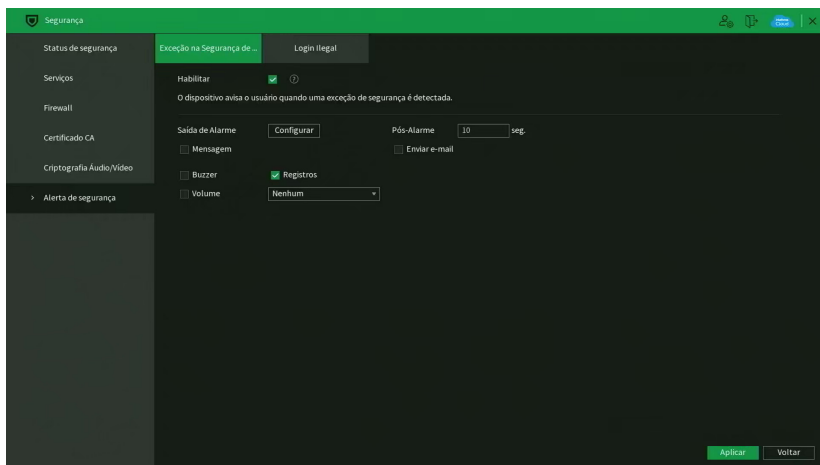 Segurança
Status de segurança
Serviços
Firewall
Certificado CA
Criptografia Áudio/Vídeo
> Alerta de segurança
Exceção na Segurança de ...
Login Ilegal
Habilitar
O dispositivo avisa o usuário quando uma exceção de segurança é detectada.
Saída de Alarme Configurar Pós-Alarme 10 seg.
Mensagem Enviar e-mail
Buzzer Registros
Volume Nenhum
Aplicar Voltar